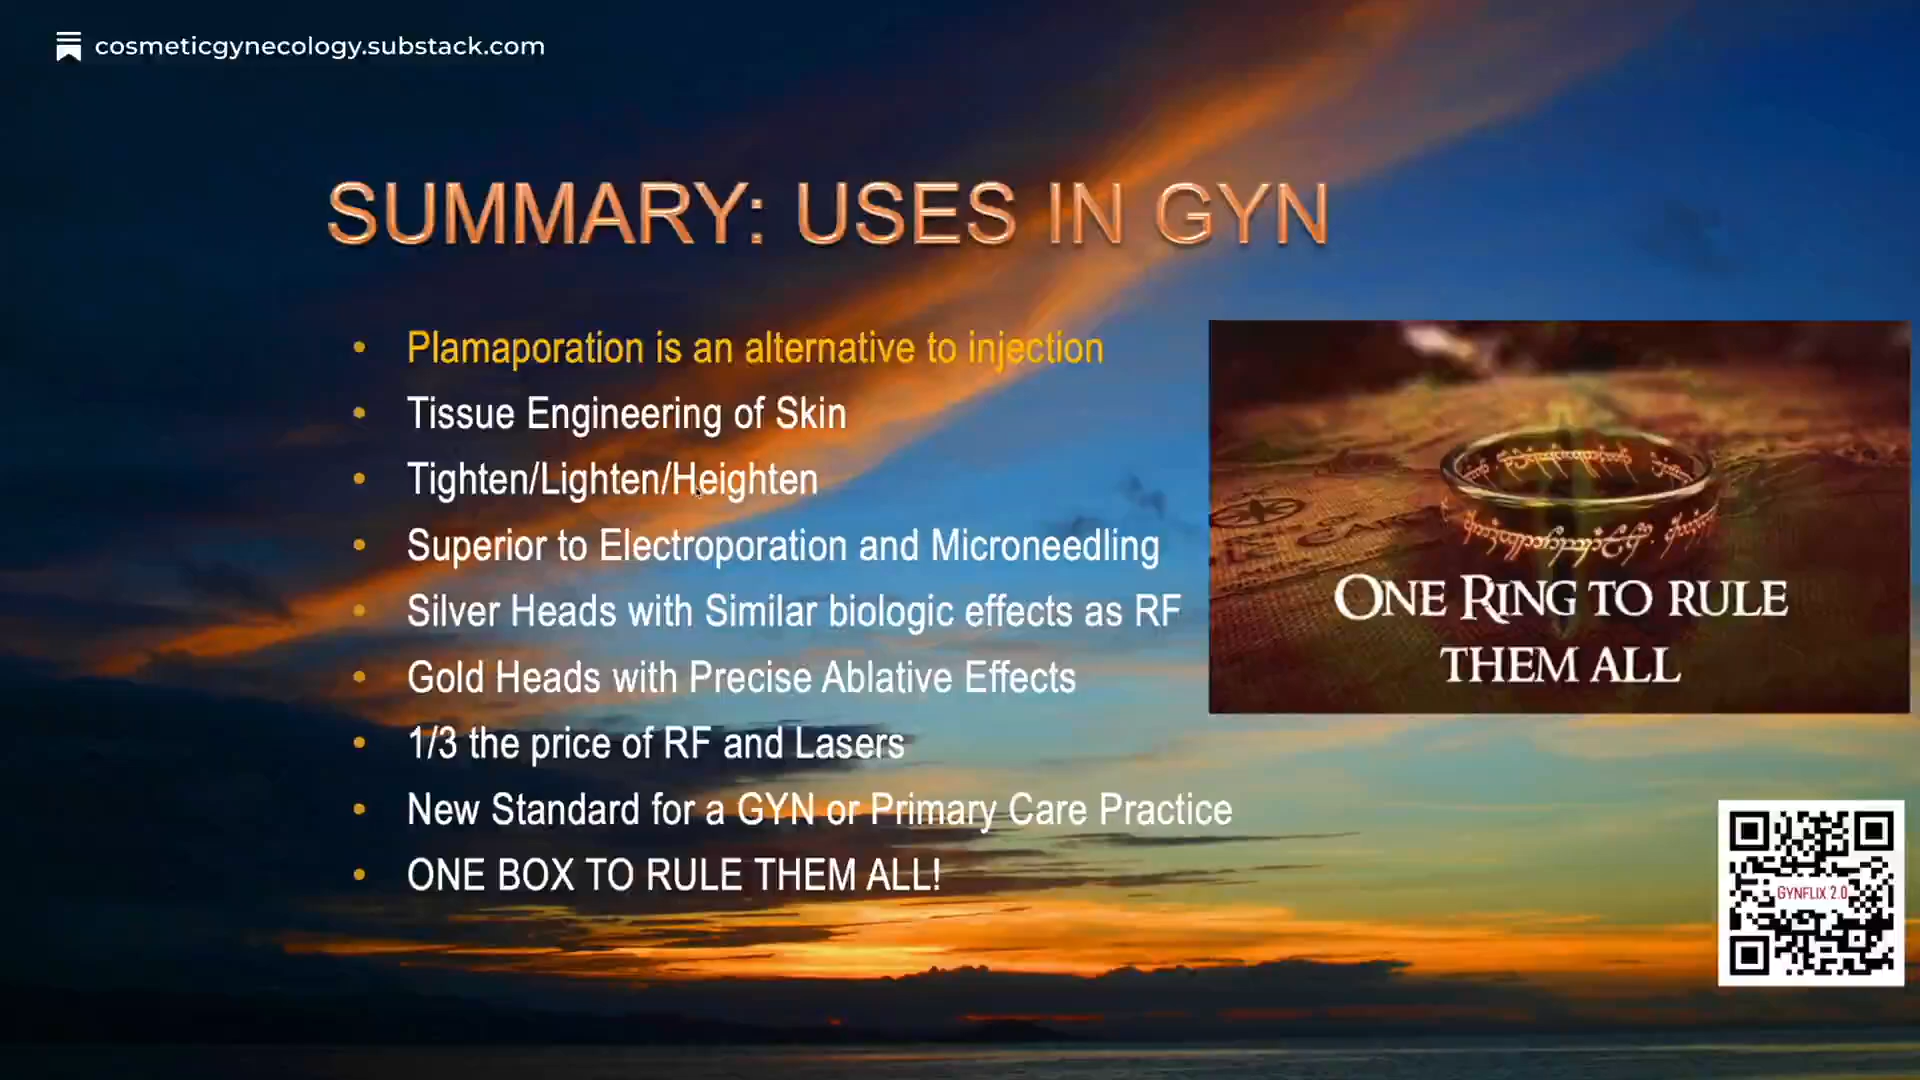 cosmeticgynecology.substack.com
SUMMARY: USES IN GYN
• Plamaporation is an alternative to injection
• Tissue Engineering of Skin
• Tighten/Lighten/Heighten
• Superior to Electroporation and Microneedling
• Silver Heads with Similar biologic effects as RF
• Gold Heads with Precise Ablative Effects
• 1/3 the price of RF and Lasers
• New Standard for a GYN or Primary Care Practice
• ONE BOX TO RULE THEM ALL!
ONE RING TO RULE
THEM ALL
GYNFLIX 2.0